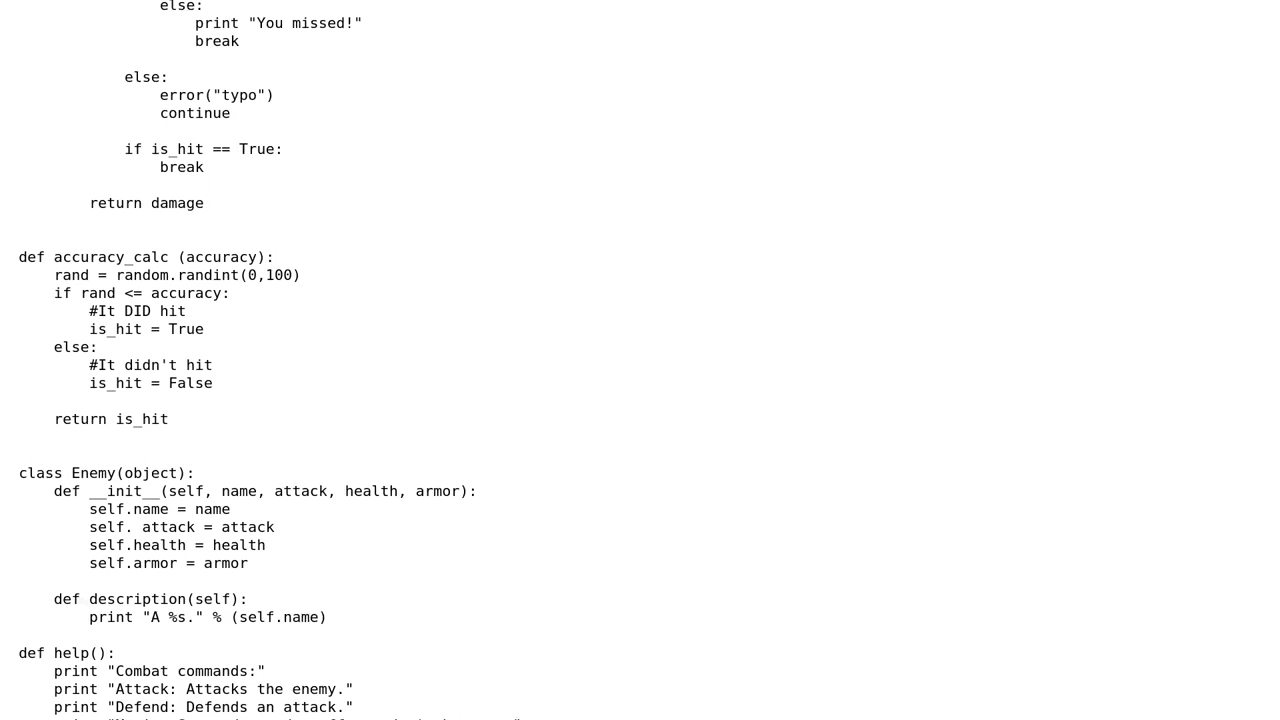 else:
                    print "You missed!"
                    break

            else:
                error("typo")
                continue

            if is_hit == True:
                break

        return damage


def accuracy_calc (accuracy):
    rand = random.randint(0,100)
    if rand <= accuracy:
        #It DID hit
        is_hit = True
    else:
        #It didn't hit
        is_hit = False

    return is_hit


class Enemy(object):
    def __init__(self, name, attack, health, armor):
        self.name = name
        self. attack = attack
        self.health = health
        self.armor = armor

    def description(self):
        print "A %s." % (self.name)

def help():
    print "Combat commands:"
    print "Attack: Attacks the enemy."
    print "Defend: Defends an attack."